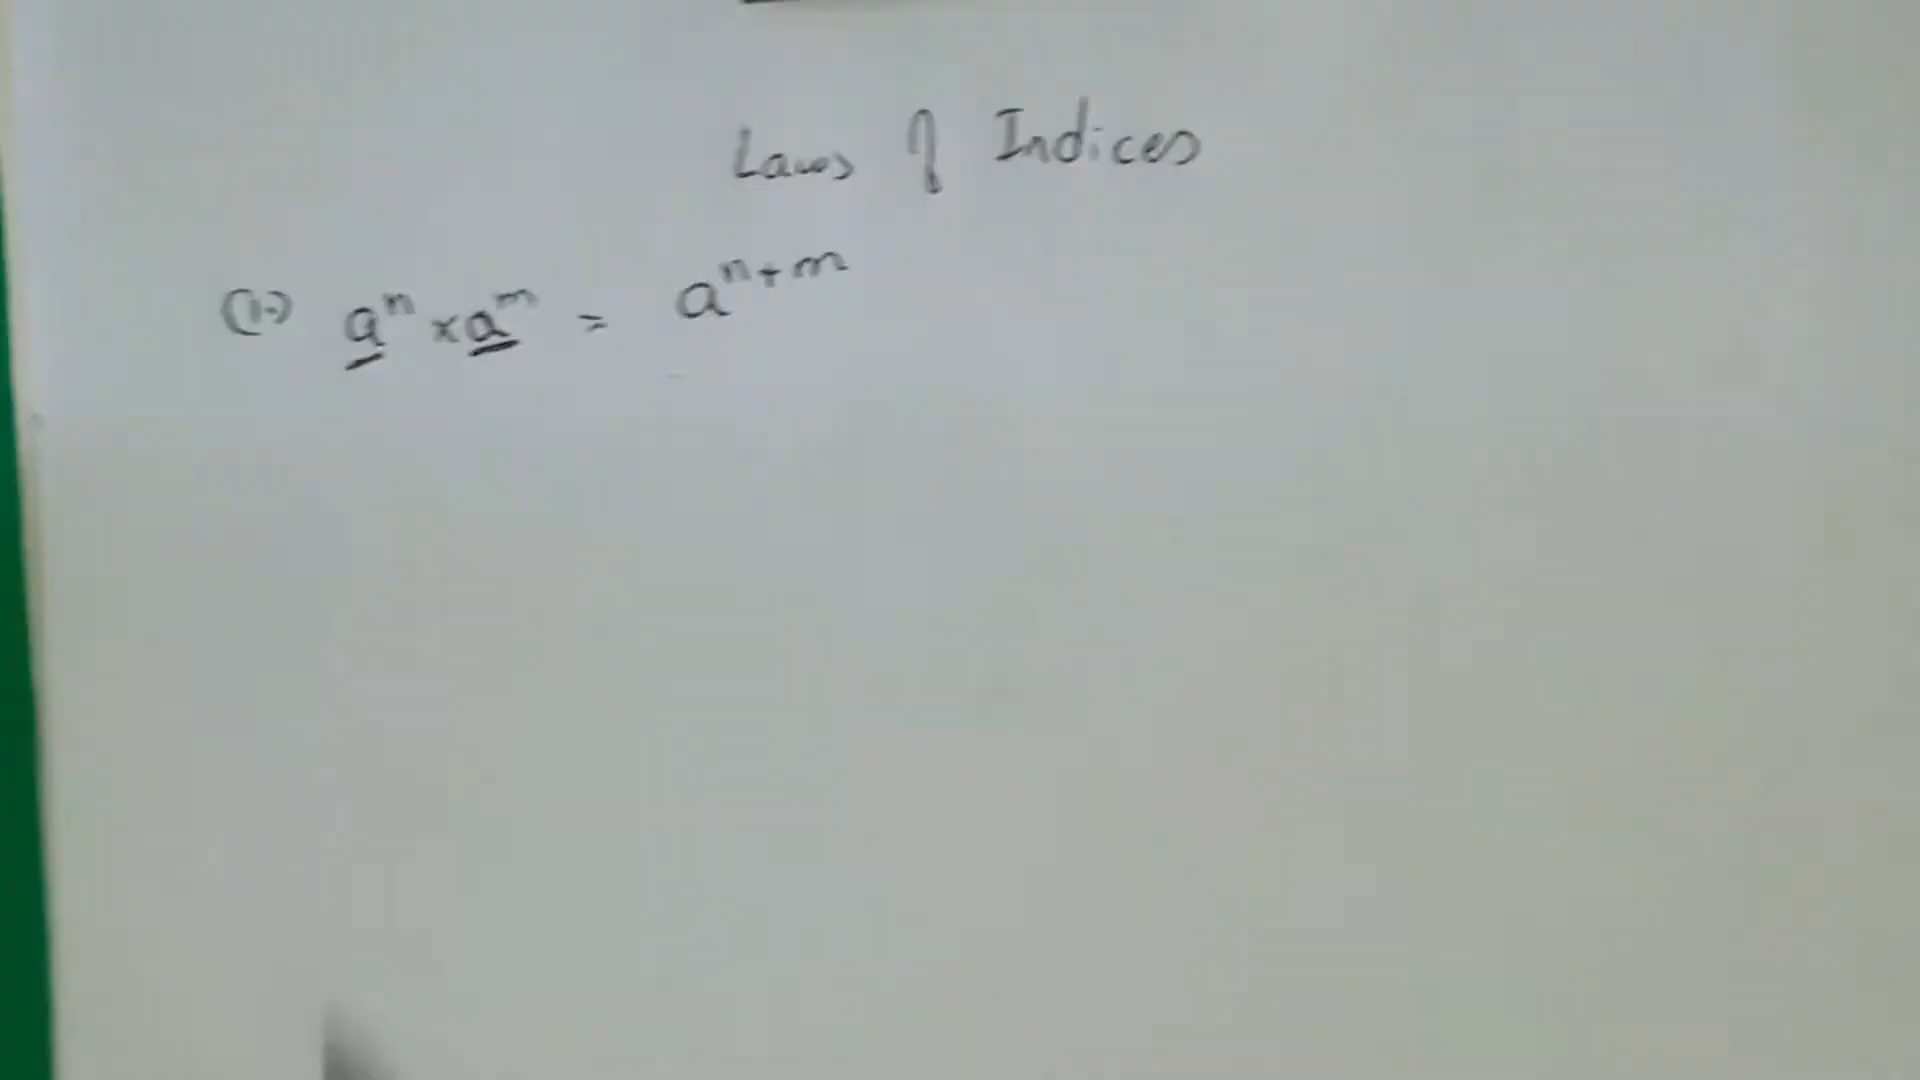 Laws of Indices
(1.) aⁿ × aᵐ = aⁿ⁺ᵐ